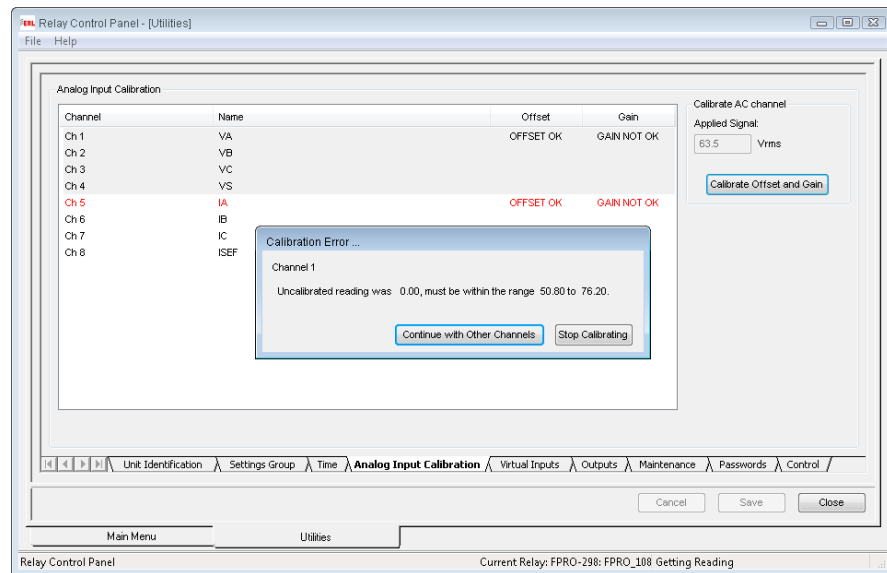 ERL Relay Control Panel - [Utilities]
File Help
Analog Input Calibration
Channel Name Offset Gain
Ch 1 VA OFFSET OK GAIN NOT OK
Ch 2 VB
Ch 3 VC
Ch 4 VS
Ch 5 IA OFFSET OK GAIN NOT OK
Ch 6 IB
Ch 7 IC
Ch 8 ISEF
Calibrate AC channel
Applied Signal:
63.5 Vrms
Calibrate Offset and Gain
Calibration Error ...
Channel 1
Uncalibrated reading was 0.00, must be within the range 50.80 to 76.20.
Continue with Other Channels Stop Calibrating
Unit Identification Settings Group Time Analog Input Calibration Virtual Inputs Outputs Maintenance Passwords Control
Cancel Save Close
Main Menu Utilities
Relay Control Panel Current Relay: FPRO-298: FPRO_108 Getting Reading